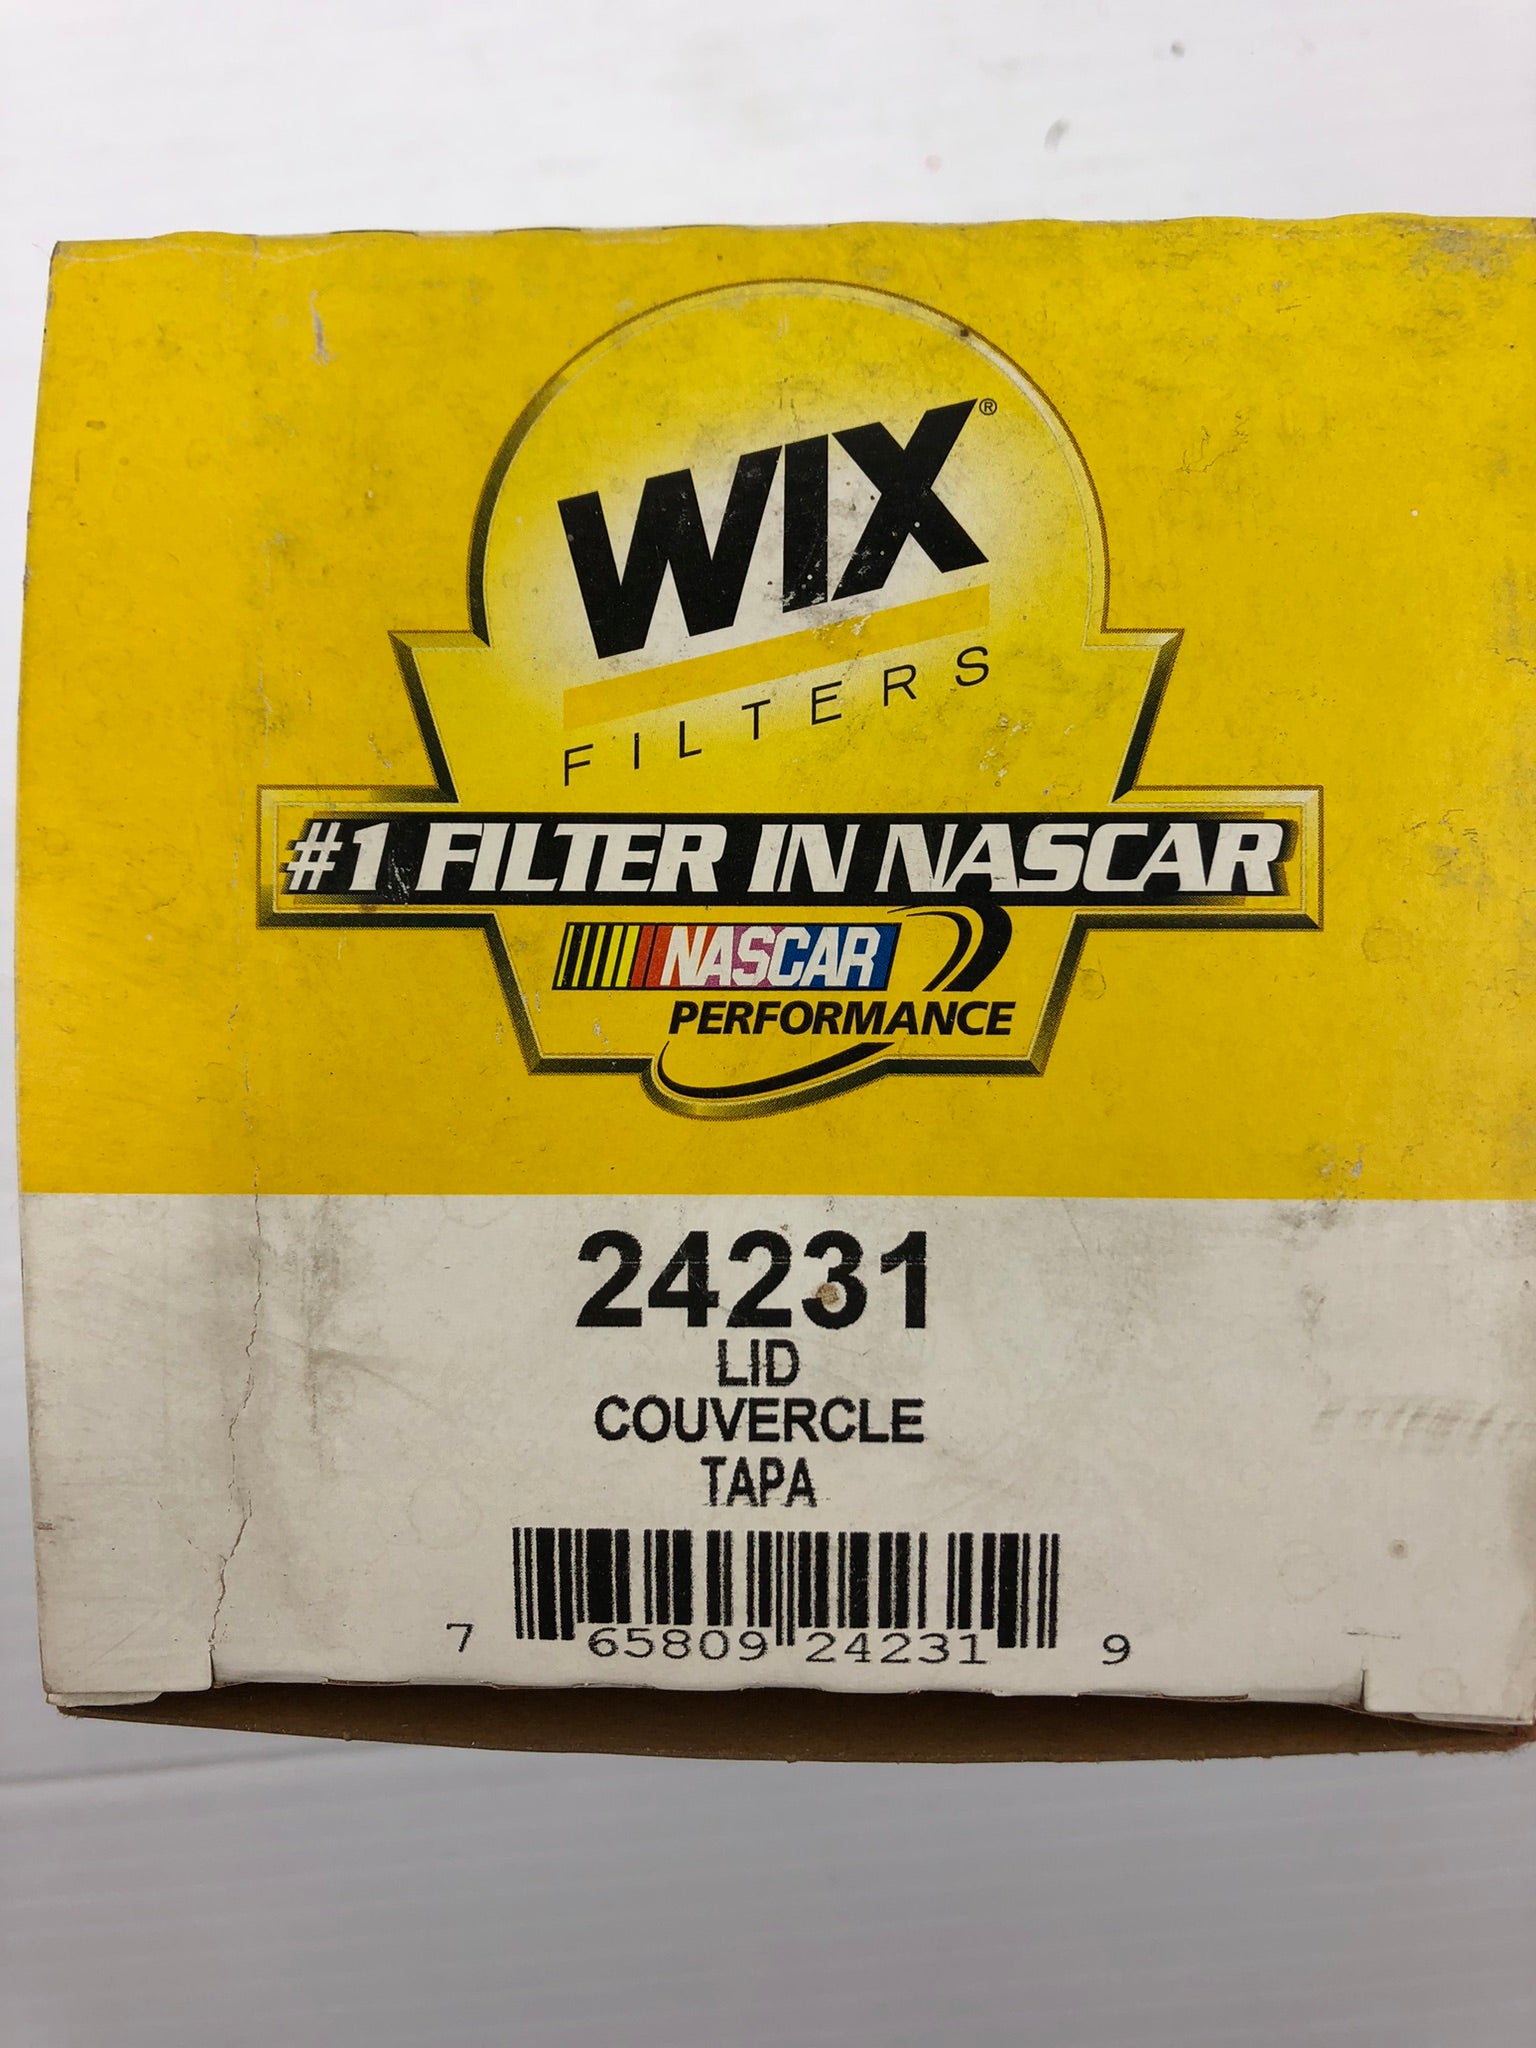 WIX®
FILTERS
#1 FILTER IN NASCAR
NASCAR
PERFORMANCE
24231
LID
COUVERCLE
TAPA
7 65809 24231 9